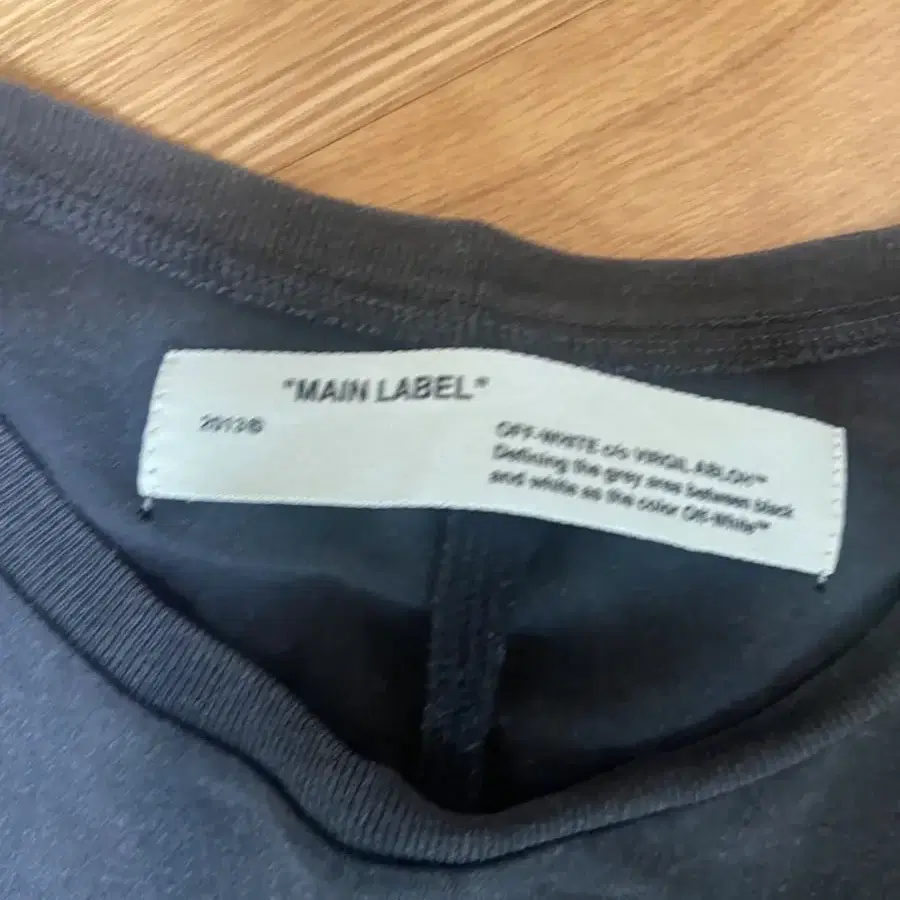 "MAIN LABEL"
2013®
OFF-WHITE c/o VIRGIL ABLOH™
Defining the grey area between black
and white as the color Off-White™